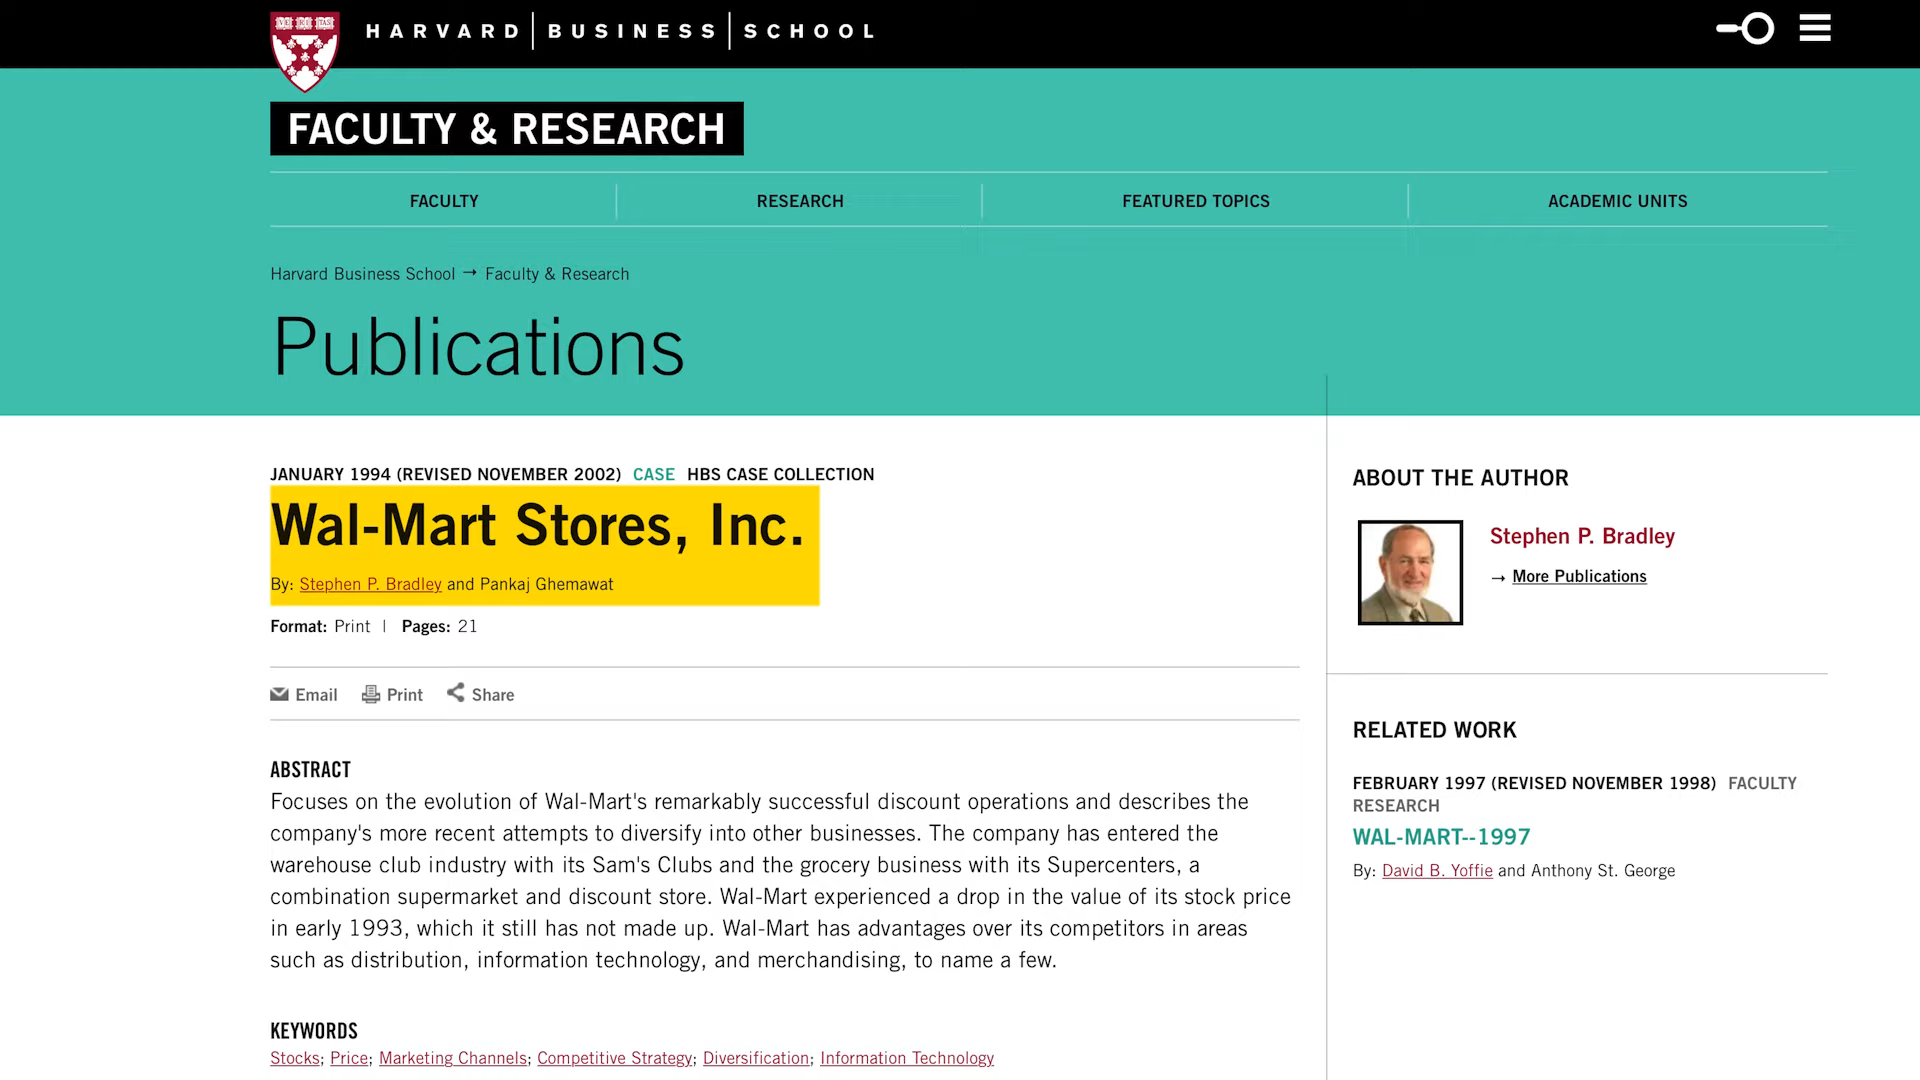 HARVARD | BUSINESS | SCHOOL
FACULTY & RESEARCH
FACULTY
RESEARCH
FEATURED TOPICS
ACADEMIC UNITS
Harvard Business School → Faculty & Research
Publications
JANUARY 1994 (REVISED NOVEMBER 2002) CASE HBS CASE COLLECTION
Wal-Mart Stores, Inc.
By: Stephen P. Bradley and Pankaj Ghemawat
Format: Print | Pages: 21
Email Print Share
ABSTRACT
Focuses on the evolution of Wal-Mart's remarkably successful discount operations and describes the
company's more recent attempts to diversify into other businesses. The company has entered the
warehouse club industry with its Sam's Clubs and the grocery business with its Supercenters, a
combination supermarket and discount store. Wal-Mart experienced a drop in the value of its stock price
in early 1993, which it still has not made up. Wal-Mart has advantages over its competitors in areas
such as distribution, information technology, and merchandising, to name a few.
KEYWORDS
Stocks; Price; Marketing Channels; Competitive Strategy; Diversification; Information Technology
ABOUT THE AUTHOR
Stephen P. Bradley
→ More Publications
RELATED WORK
FEBRUARY 1997 (REVISED NOVEMBER 1998) FACULTY
RESEARCH
WAL-MART--1997
By: David B. Yoffie and Anthony St. George